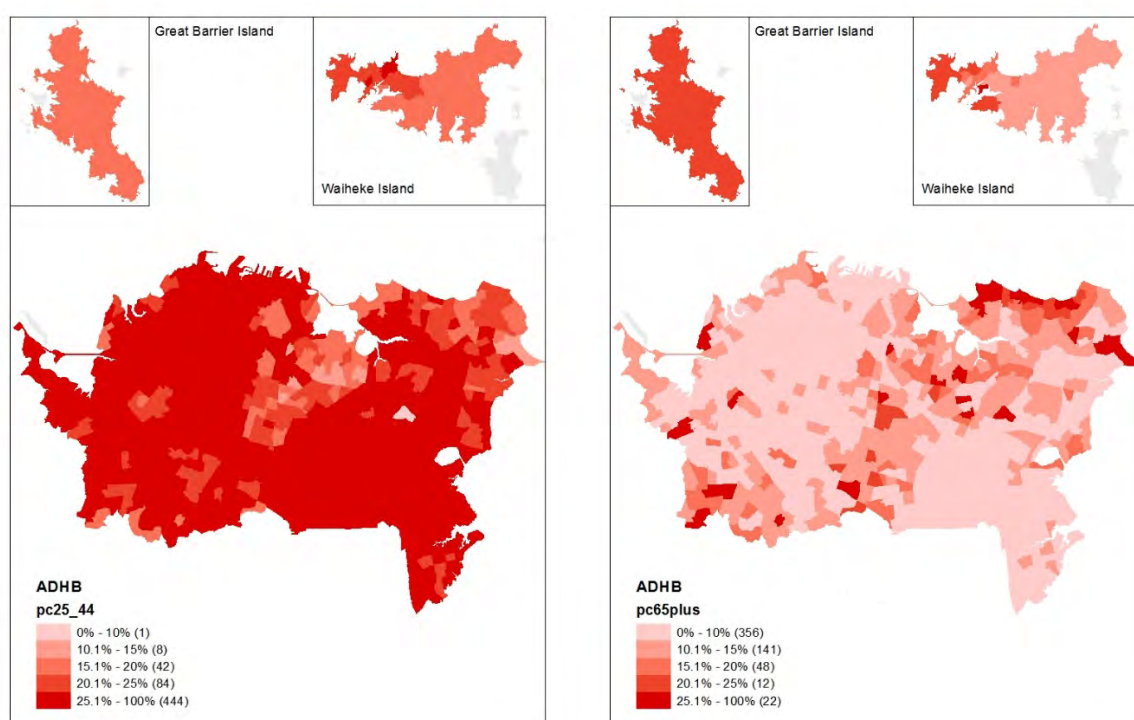 Great Barrier Island
Waiheke Island
ADHB
pc25_44
0% - 10% (1)
10.1% - 15% (8)
15.1% - 20% (42)
20.1% - 25% (84)
25.1% - 100% (444)
Great Barrier Island
Waiheke Island
ADHB
pc65plus
0% - 10% (356)
10.1% - 15% (141)
15.1% - 20% (48)
20.1% - 25% (12)
25.1% - 100% (22)